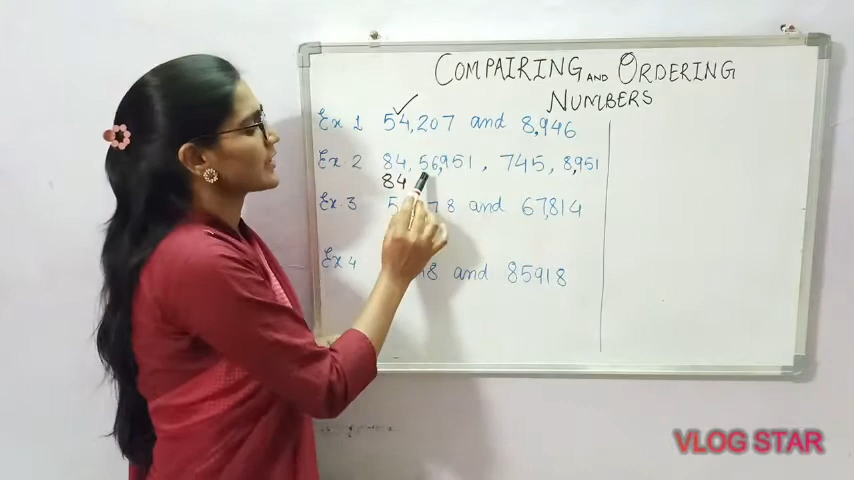 COMPAIRING AND ORDERING
NUMBERS
Ex 1 54,207 and 8,946
Ex 2 84,56,951, 745, 8,951
84
Ex 3 8 and 67,814
Ex 4 18 and 85918
VLOG STAR